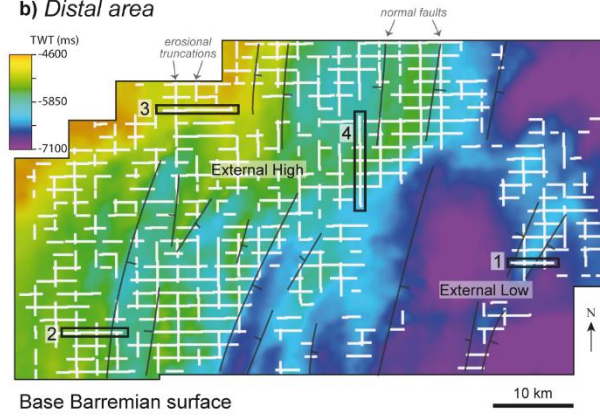 b) Distal area
TWT (ms)
-4600
-5850
-7100
erosional
truncations
normal faults
3
4
External High
1
External Low
2
N
Base Barremian surface
10 km